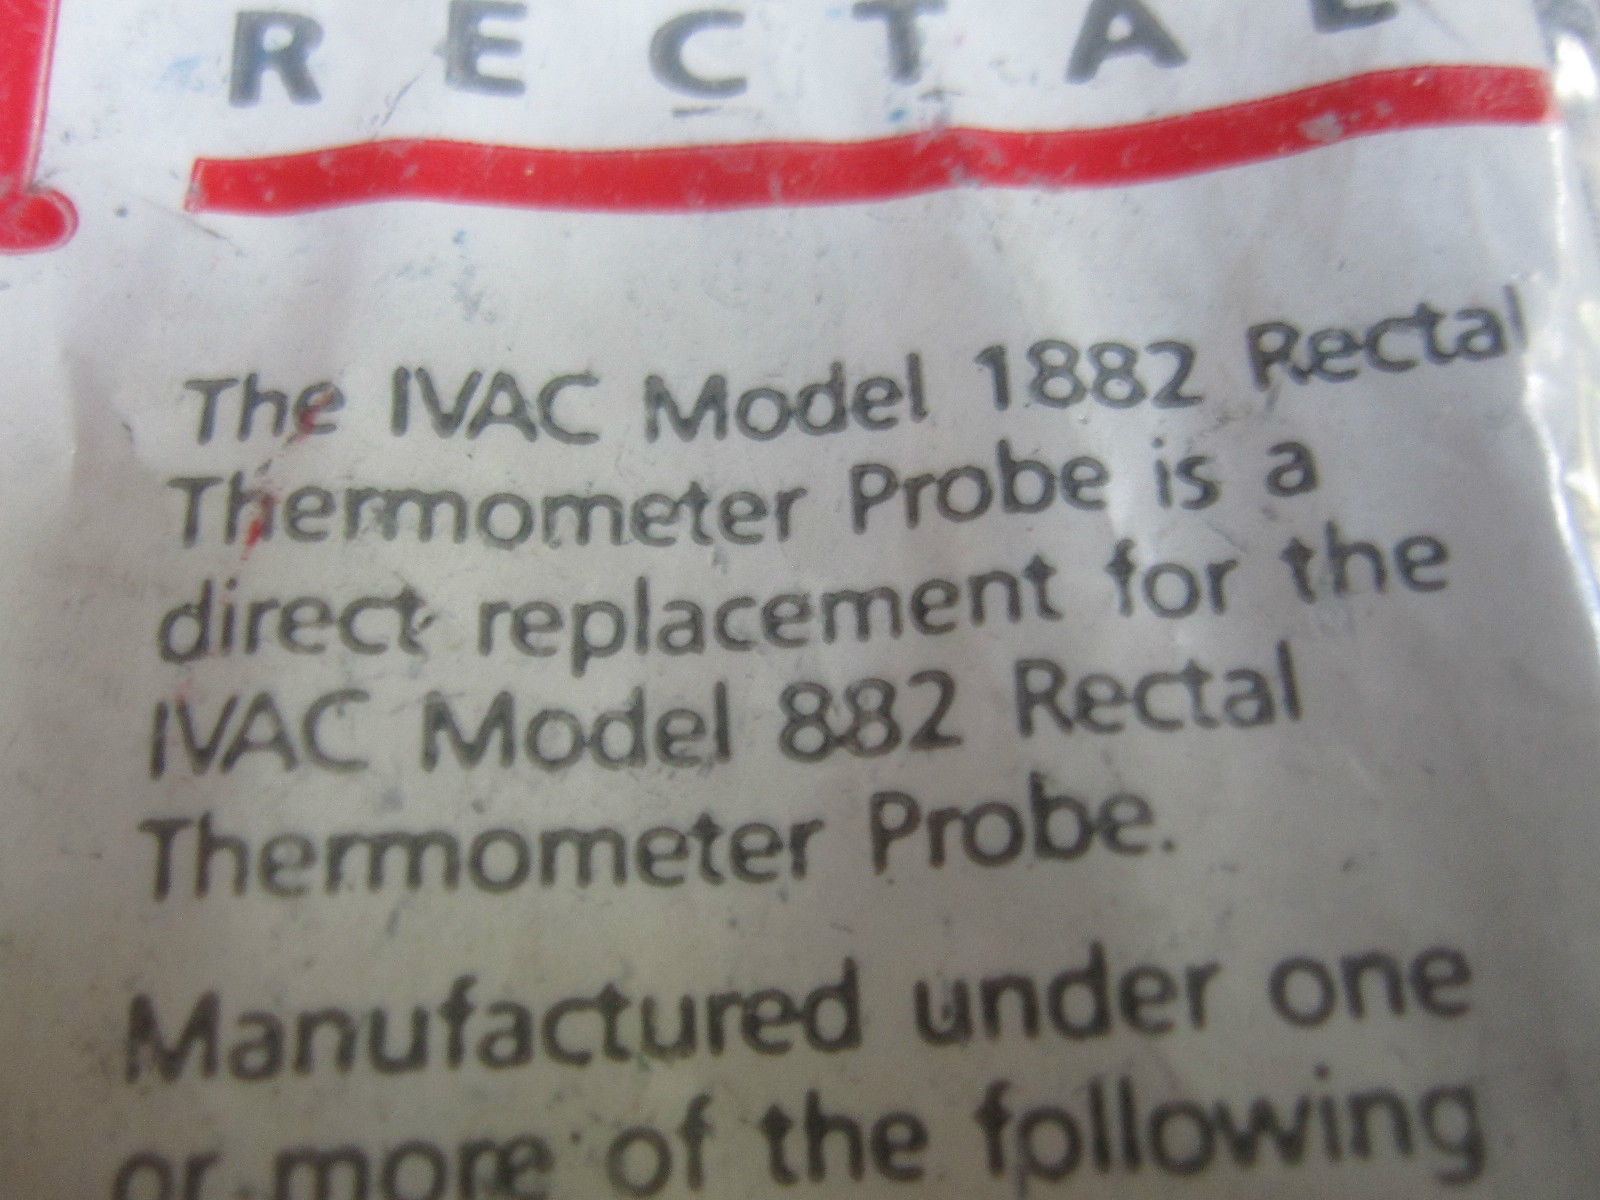 RECTAL
The IVAC Model 1882 Rectal
Thermometer Probe is a
direct replacement for the
IVAC Model 882 Rectal
Thermometer Probe.
Manufactured under one
or more of the following